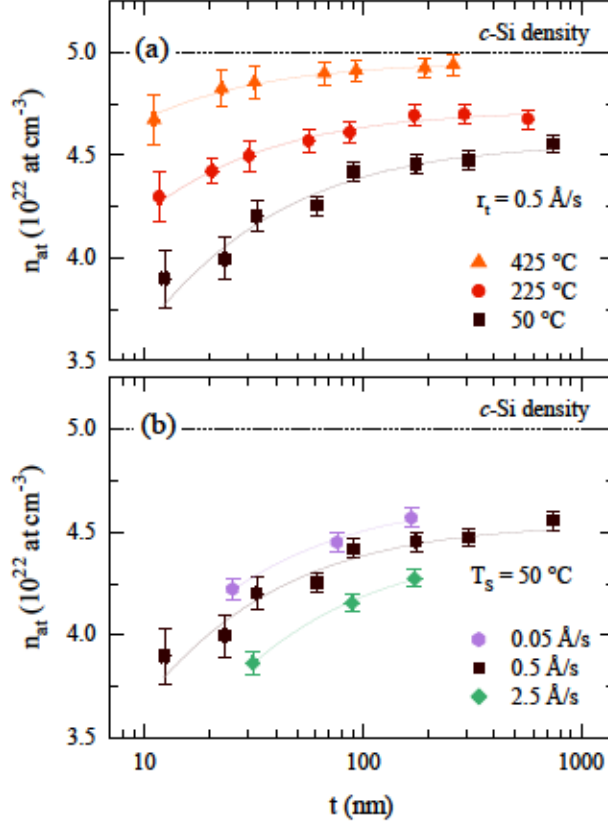 (a)
c-Si density
5.0
4.5
4.0
3.5
n_at (10^22 at cm^-3)
r_t = 0.5 Å/s
425 °C
225 °C
50 °C
(b)
c-Si density
5.0
4.5
4.0
3.5
n_at (10^22 at cm^-3)
T_S = 50 °C
0.05 Å/s
0.5 Å/s
2.5 Å/s
10 100 1000
t (nm)